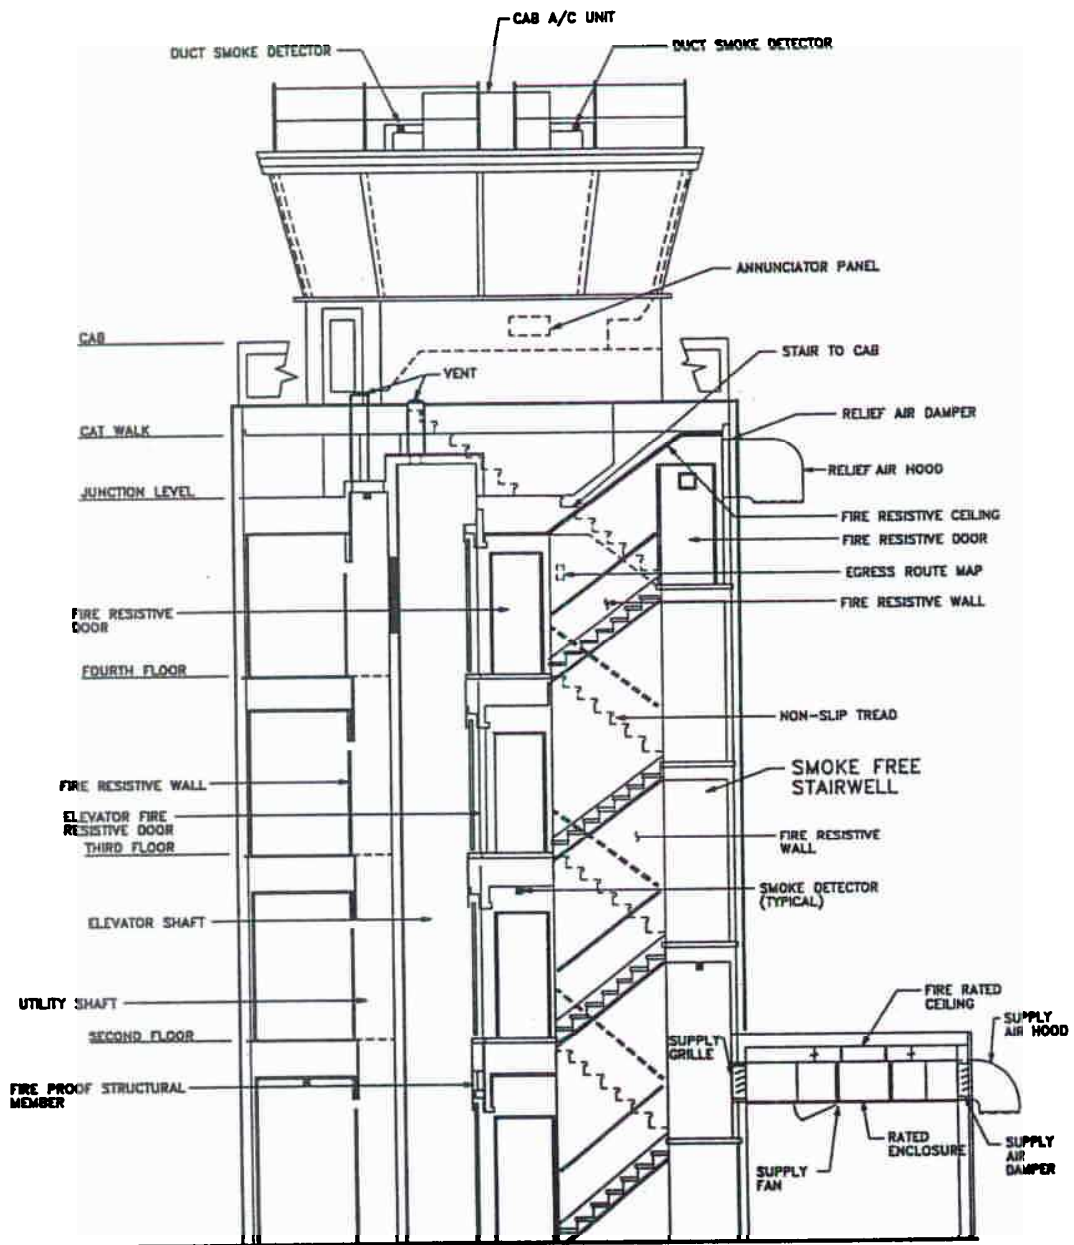 CAB A/C UNIT
DUCT SMOKE DETECTOR
DUCT SMOKE DETECTOR
ANNUNCIATOR PANEL
CAB
STAIR TO CAB
VENT
RELIEF AIR DAMPER
CAT WALK
RELIEF AIR HOOD
JUNCTION LEVEL
FIRE RESISTIVE CEILING
FIRE RESISTIVE DOOR
EGRESS ROUTE MAP
FIRE RESISTIVE WALL
FIRE RESISTIVE
DOOR
FOURTH FLOOR
NON-SLIP TREAD
SMOKE FREE
STAIRWELL
FIRE RESISTIVE WALL
ELEVATOR FIRE
RESISTIVE DOOR
THIRD FLOOR
FIRE RESISTIVE
WALL
SMOKE DETECTOR
(TYPICAL)
ELEVATOR SHAFT
UTILITY SHAFT
SECOND FLOOR
FIRE RATED
CEILING
SUPPLY
AIR HOOD
SUPPLY
GRILLE
FIRE PROOF STRUCTURAL
MEMBER
RATED
ENCLOSURE
SUPPLY
FAN
SUPPLY
AIR
DAMPER